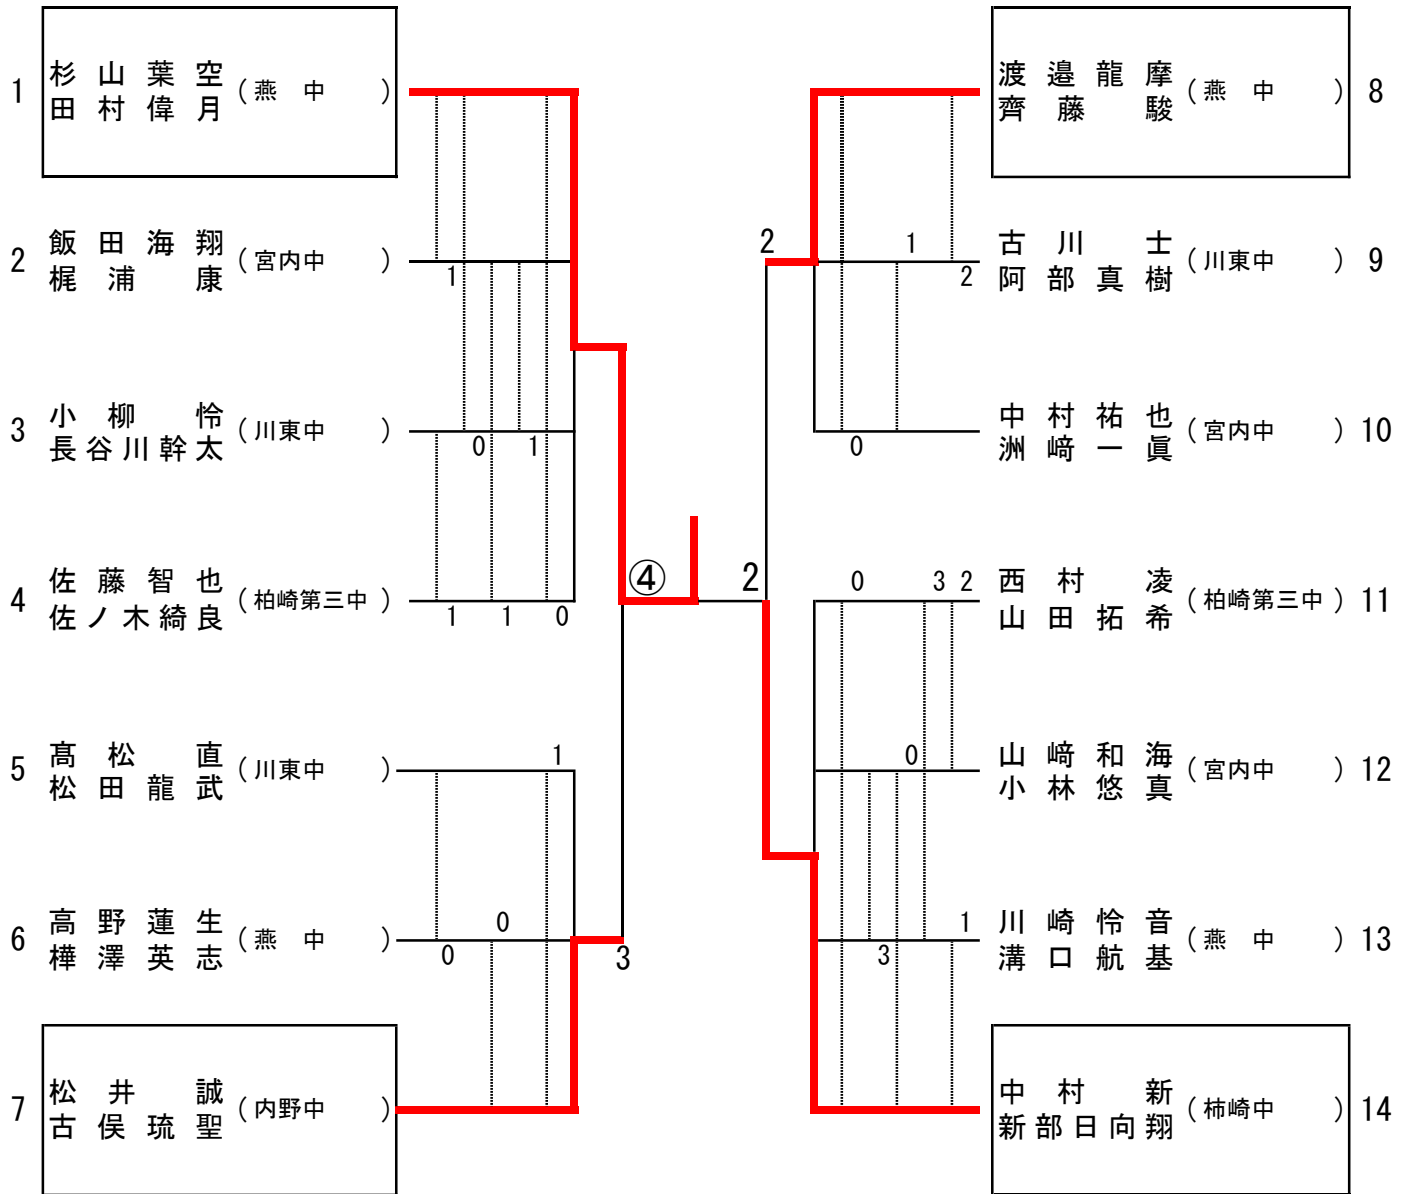 1 杉山葉空 (燕中)
田村偉月
2 飯田海翔 (宮内中)
梶浦康
1
3 小柳怜 (川東中)
長谷川幹太
0 1
4 佐藤智也 (柏崎第三中)
佐ノ木綺良
1 1 0
5 髙松直 (川東中)
松田龍武
1
6 高野蓮生 (燕中)
樺澤英志
0
0
3
7 松井誠 (内野中)
古俣琉聖
④ 2
2
渡邉龍摩 (燕中) 8
齊藤駿
1
古川士 (川東中) 9
阿部真樹
2
中村祐也 (宮内中) 10
洲﨑一眞
0
0 3 2
西村凌 (柏崎第三中) 11
山田拓希
0
山﨑和海 (宮内中) 12
小林悠真
1
川崎怜音 (燕中) 13
溝口航基
3
中村新 (柿崎中) 14
新部日向翔